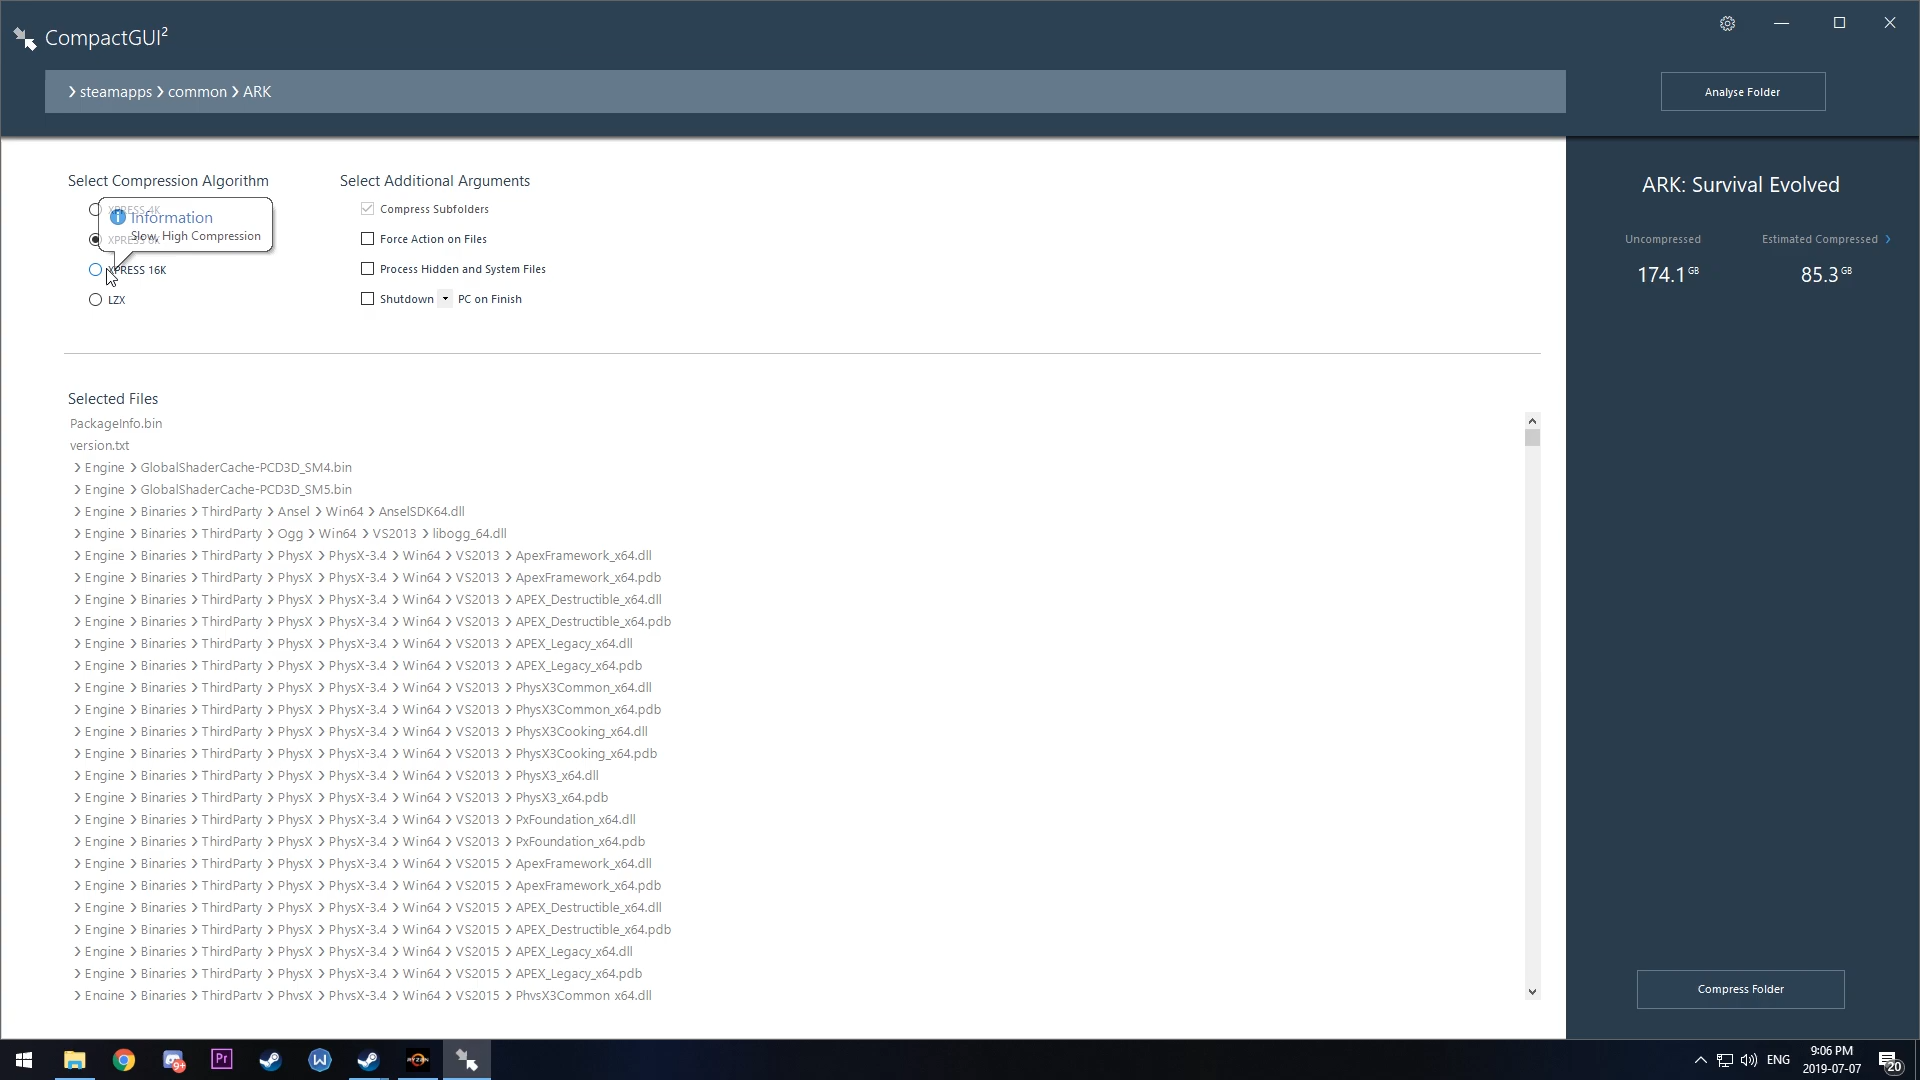 CompactGUI²
> steamapps > common > ARK
Analyse Folder
Select Compression Algorithm
XPRESS 4K
Information
Slow, High Compression
XPRESS 8K
XPRESS 16K
LZX
Select Additional Arguments
Compress Subfolders
Force Action on Files
Process Hidden and System Files
Shutdown PC on Finish
ARK: Survival Evolved
Uncompressed
Estimated Compressed >
174.1 GB
85.3 GB
Selected Files
PackageInfo.bin
version.txt
> Engine > GlobalShaderCache-PCD3D_SM4.bin
> Engine > GlobalShaderCache-PCD3D_SM5.bin
> Engine > Binaries > ThirdParty > Ansel > Win64 > AnselSDK64.dll
> Engine > Binaries > ThirdParty > Ogg > Win64 > VS2013 > libogg_64.dll
> Engine > Binaries > ThirdParty > PhysX > PhysX-3.4 > Win64 > VS2013 > ApexFramework_x64.dll
> Engine > Binaries > ThirdParty > PhysX > PhysX-3.4 > Win64 > VS2013 > ApexFramework_x64.pdb
> Engine > Binaries > ThirdParty > PhysX > PhysX-3.4 > Win64 > VS2013 > APEX_Destructible_x64.dll
> Engine > Binaries > ThirdParty > PhysX > PhysX-3.4 > Win64 > VS2013 > APEX_Destructible_x64.pdb
> Engine > Binaries > ThirdParty > PhysX > PhysX-3.4 > Win64 > VS2013 > APEX_Legacy_x64.dll
> Engine > Binaries > ThirdParty > PhysX > PhysX-3.4 > Win64 > VS2013 > APEX_Legacy_x64.pdb
> Engine > Binaries > ThirdParty > PhysX > PhysX-3.4 > Win64 > VS2013 > PhysX3Common_x64.dll
> Engine > Binaries > ThirdParty > PhysX > PhysX-3.4 > Win64 > VS2013 > PhysX3Common_x64.pdb
> Engine > Binaries > ThirdParty > PhysX > PhysX-3.4 > Win64 > VS2013 > PhysX3Cooking_x64.dll
> Engine > Binaries > ThirdParty > PhysX > PhysX-3.4 > Win64 > VS2013 > PhysX3Cooking_x64.pdb
> Engine > Binaries > ThirdParty > PhysX > PhysX-3.4 > Win64 > VS2013 > PhysX3_x64.dll
> Engine > Binaries > ThirdParty > PhysX > PhysX-3.4 > Win64 > VS2013 > PhysX3_x64.pdb
> Engine > Binaries > ThirdParty > PhysX > PhysX-3.4 > Win64 > VS2013 > PxFoundation_x64.dll
> Engine > Binaries > ThirdParty > PhysX > PhysX-3.4 > Win64 > VS2013 > PxFoundation_x64.pdb
> Engine > Binaries > ThirdParty > PhysX > PhysX-3.4 > Win64 > VS2015 > ApexFramework_x64.dll
> Engine > Binaries > ThirdParty > PhysX > PhysX-3.4 > Win64 > VS2015 > ApexFramework_x64.pdb
> Engine > Binaries > ThirdParty > PhysX > PhysX-3.4 > Win64 > VS2015 > APEX_Destructible_x64.dll
> Engine > Binaries > ThirdParty > PhysX > PhysX-3.4 > Win64 > VS2015 > APEX_Destructible_x64.pdb
> Engine > Binaries > ThirdParty > PhysX > PhysX-3.4 > Win64 > VS2015 > APEX_Legacy_x64.dll
> Engine > Binaries > ThirdParty > PhysX > PhysX-3.4 > Win64 > VS2015 > APEX_Legacy_x64.pdb
> Engine > Binaries > ThirdParty > PhysX > PhysX-3.4 > Win64 > VS2015 > PhysX3Common_x64.dll
Compress Folder
9+
Pr
W
RYZEN
ENG
9:06 PM
2019-07-07
20